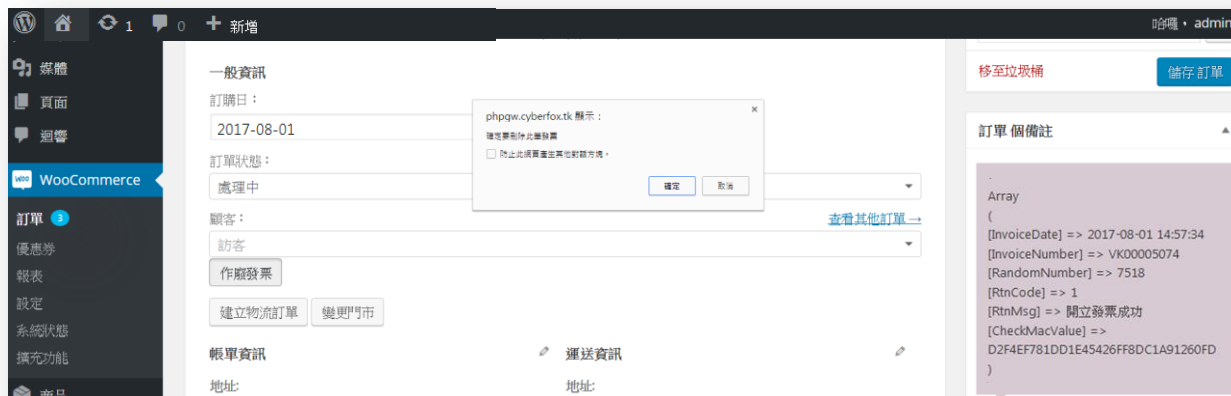 1
0
新增
哈囉, admin
媒體
頁面
迴響
woo WooCommerce
訂單 3
優惠券
報表
設定
系統狀態
擴充功能
商品
一般資訊
訂購日：
2017-08-01
訂單狀態：
處理中
顧客：
查看其他訂單 →
訪客
作廢發票
建立物流訂單
變更門市
帳單資訊
運送資訊
地址:
地址:
phpgw.cyberfox.tk 顯示：
確定要刪除此筆發票
防止此網頁產生其他對話方塊。
確定
取消
移至垃圾桶
儲存訂單
訂單 個備註
Array
(
[InvoiceDate] => 2017-08-01 14:57:34
[InvoiceNumber] => VK00005074
[RandomNumber] => 7518
[RtnCode] => 1
[RtnMsg] => 開立發票成功
[CheckMacValue] =>
D2F4EF781DD1E45426FF8DC1A91260FD
)